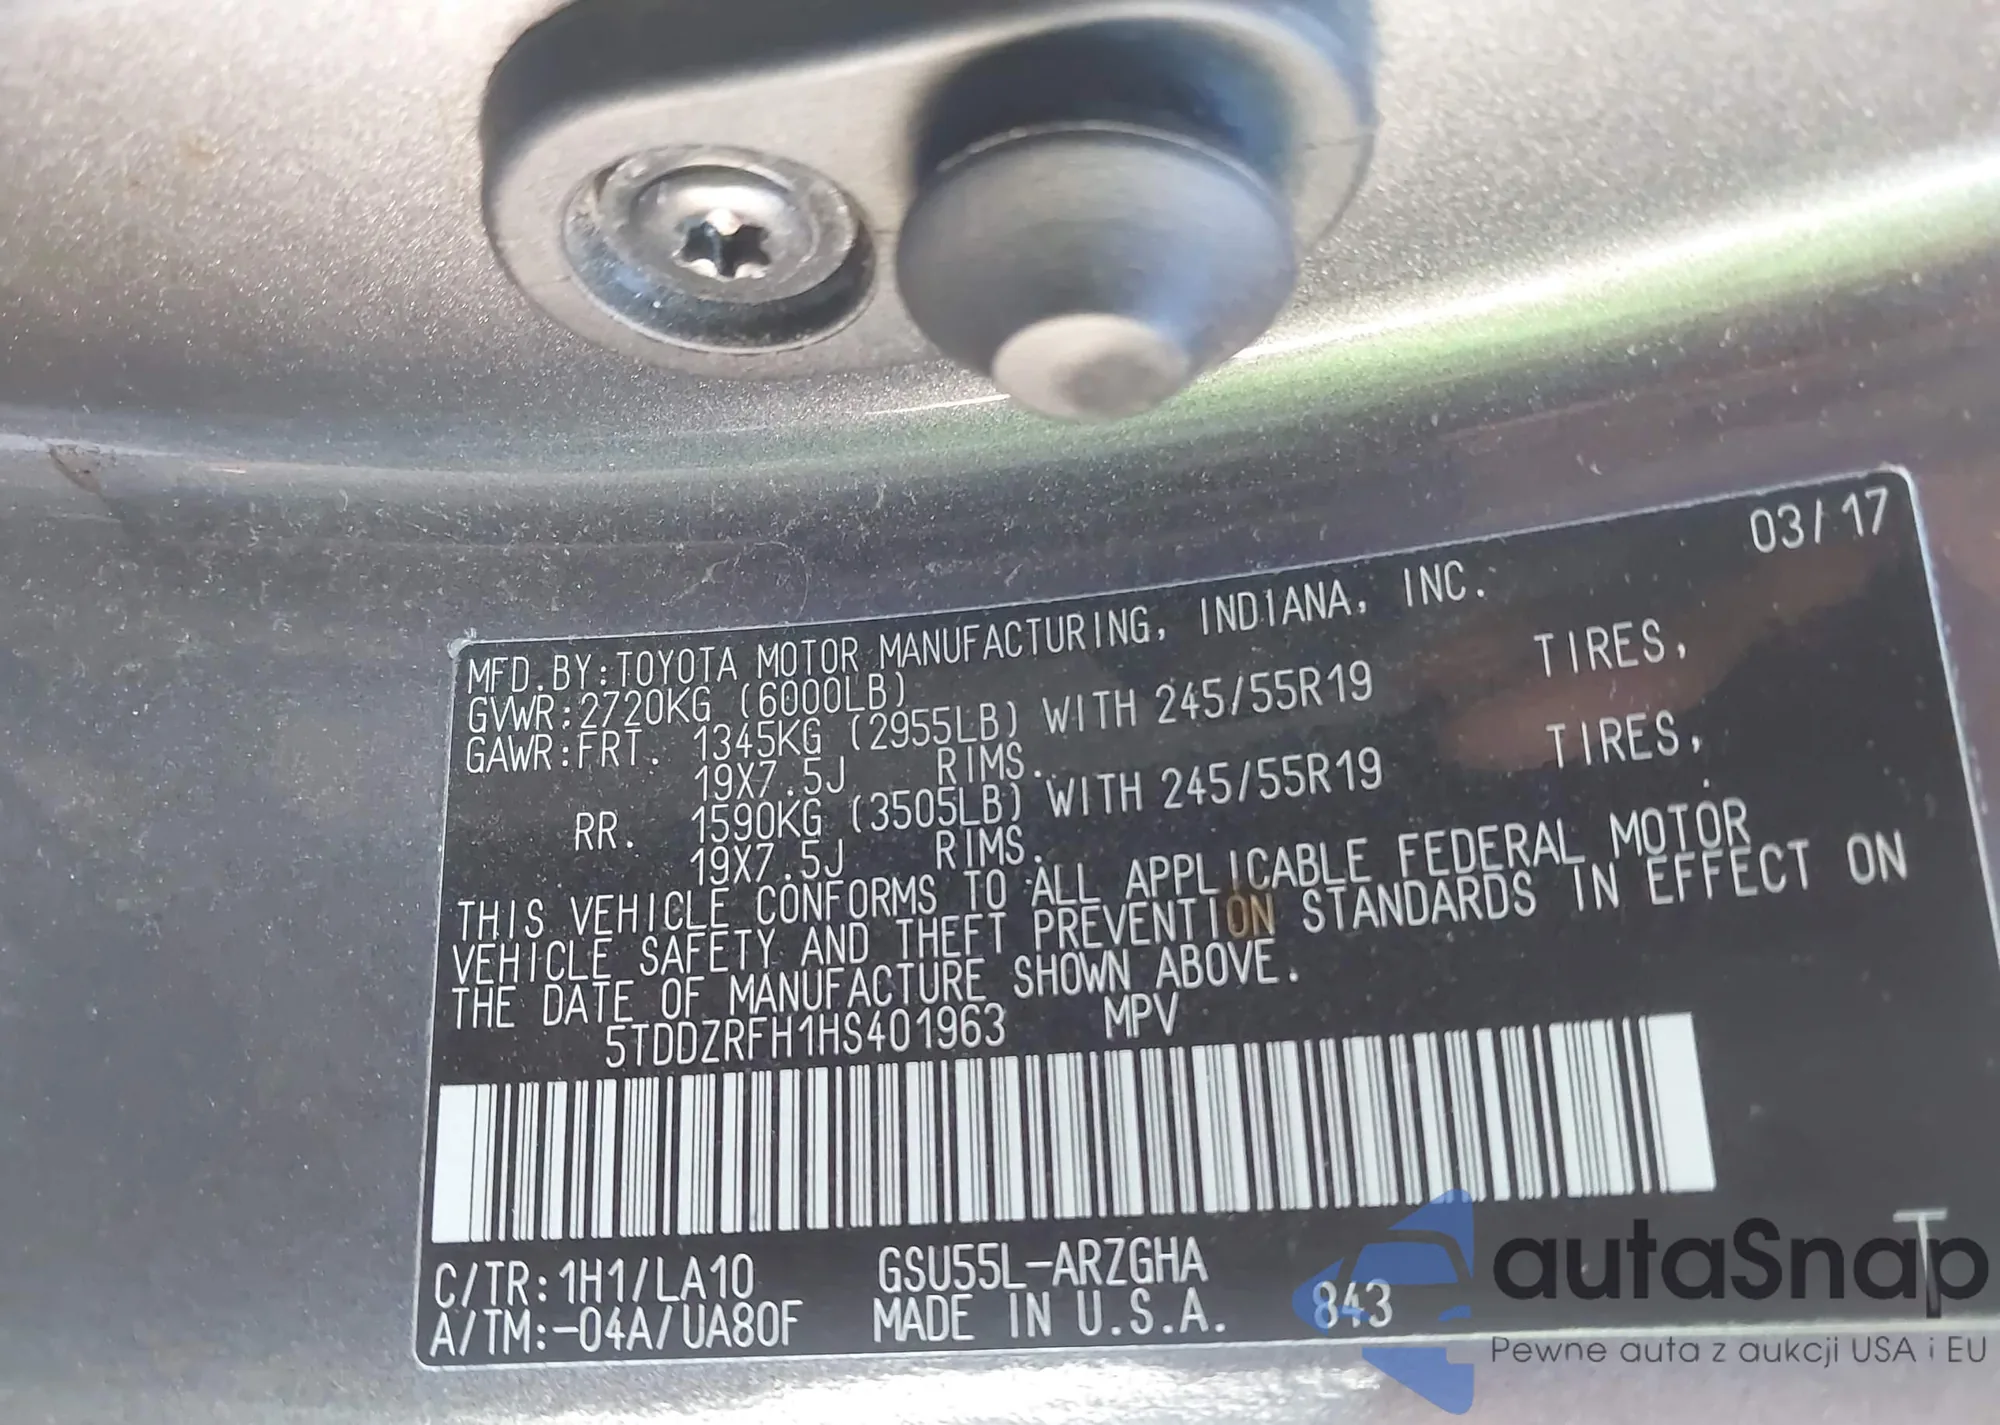 03/17
MFD.BY:TOYOTA MOTOR MANUFACTURING, INDIANA, INC.
GVWR:2720KG (6000LB)
GAWR:FRT. 1345KG (2955LB) WITH 245/55R19 TIRES,
19X7.5J RIMS.
RR. 1590KG (3505LB) WITH 245/55R19 TIRES,
19X7.5J RIMS.
THIS VEHICLE CONFORMS TO ALL APPLICABLE FEDERAL MOTOR
VEHICLE SAFETY AND THEFT PREVENTION STANDARDS IN EFFECT ON
THE DATE OF MANUFACTURE SHOWN ABOVE.
5TDDZRFH1HS401963 MPV
C/TR:1H1/LA10 GSU55L-ARZGHA
A/TM:-04A/UA80F MADE IN U.S.A. 843
T
autaSnap
Pewne auta z aukcji USA i EU